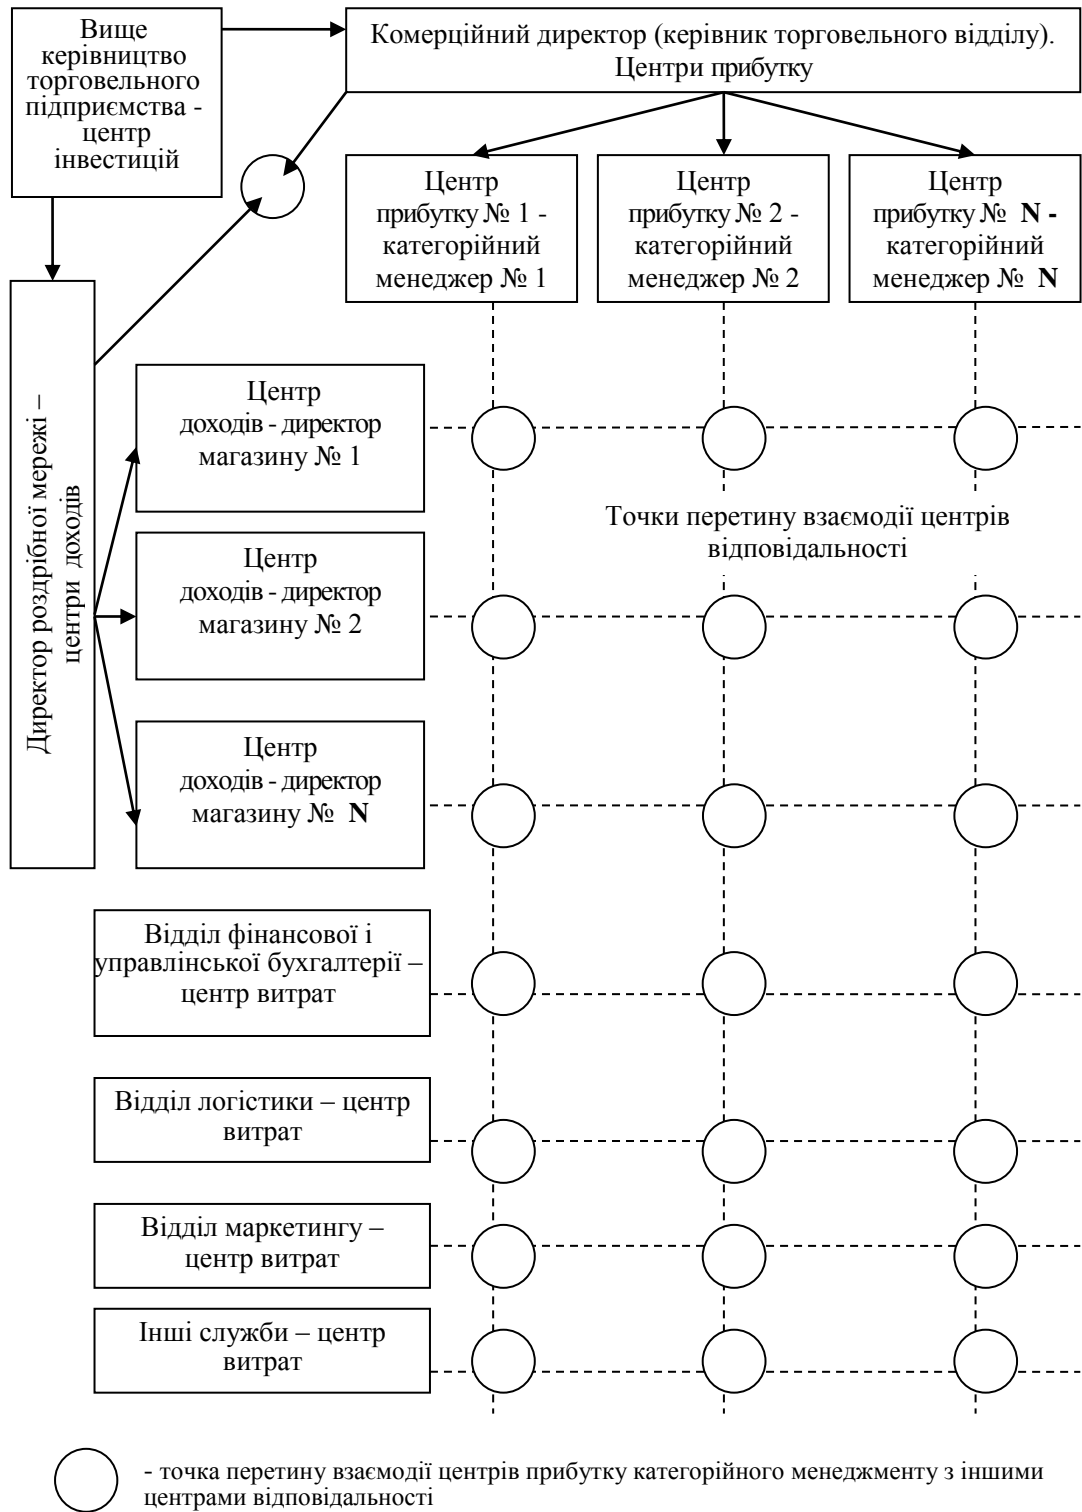 Вище
керівництво
торговельного
підприємства -
центр
інвестицій
Комерційний директор (керівник торговельного відділу).
Центри прибутку
Центр
прибутку № 1 -
категорійний
менеджер № 1
Центр
прибутку № 2 -
категорійний
менеджер № 2
Центр
прибутку № N -
категорійний
менеджер № N
Директор роздрібної мережі –
центри доходів
Центр
доходів - директор
магазину № 1
Точки перетину взаємодії центрів
відповідальності
Центр
доходів - директор
магазину № 2
Центр
доходів - директор
магазину № N
Відділ фінансової і
управлінської бухгалтерії –
центр витрат
Відділ логістики – центр
витрат
Відділ маркетингу –
центр витрат
Інші служби – центр
витрат
- точка перетину взаємодії центрів прибутку категорійного менеджменту з іншими
центрами відповідальності